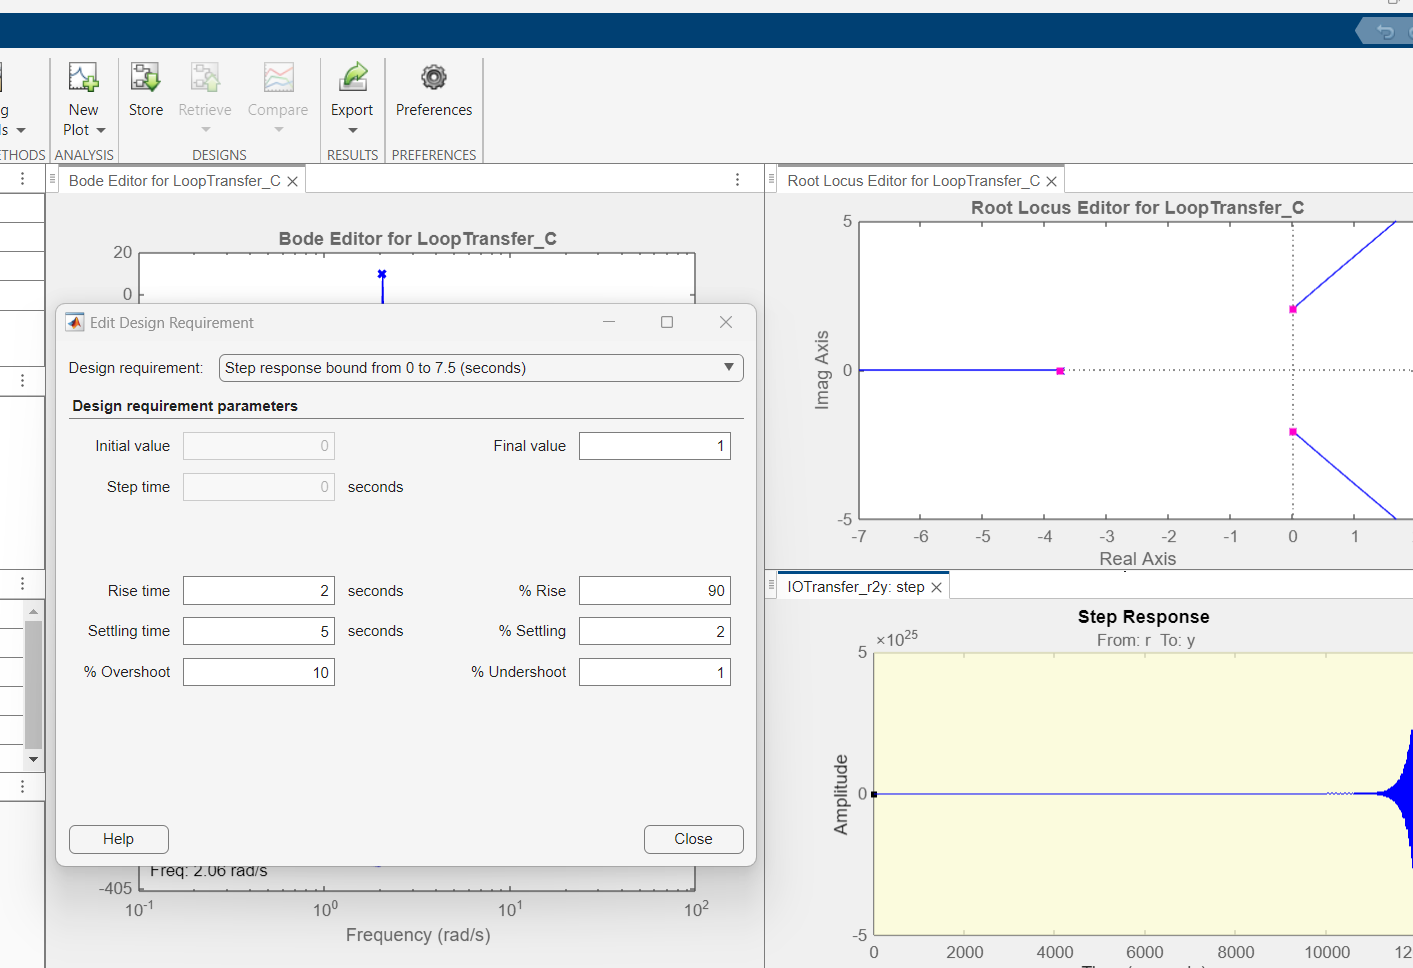 g
New
Store
Retrieve
Compare
Export
Preferences
ls
Plot
ETHODS
ANALYSIS
DESIGNS
RESULTS
PREFERENCES
Bode Editor for LoopTransfer_C
Bode Editor for LoopTransfer_C
20
0
Edit Design Requirement
Design requirement:
Step response bound from 0 to 7.5 (seconds)
Design requirement parameters
Initial value
0
Final value
1
Step time
0
seconds
Rise time
2
seconds
% Rise
90
Settling time
5
seconds
% Settling
2
% Overshoot
10
% Undershoot
1
Help
Close
Freq: 2.06 rad/s
-405
10^-1
10^0
10^1
10^2
Frequency (rad/s)
Root Locus Editor for LoopTransfer_C
Root Locus Editor for LoopTransfer_C
5
0
-5
Imag Axis
-7
-6
-5
-4
-3
-2
-1
0
1
Real Axis
IOTransfer_r2y: step
Step Response
From: r To: y
×10^25
5
0
-5
Amplitude
0
2000
4000
6000
8000
10000
12